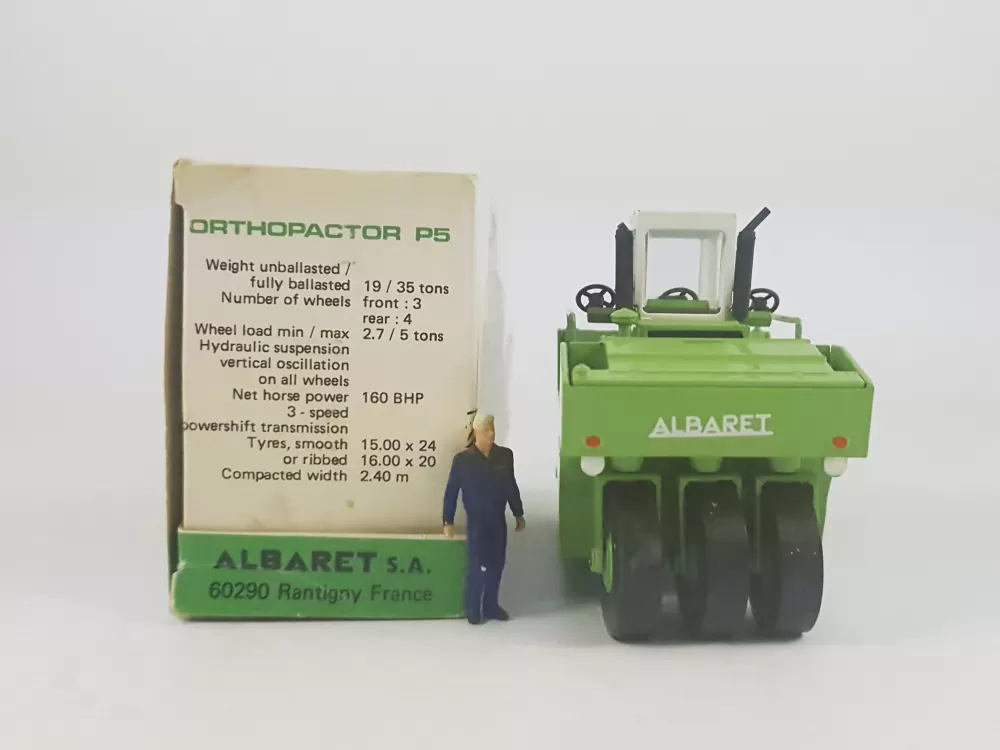 ORTHOPACTOR P5
Weight unballasted /
fully ballasted 19 / 35 tons
Number of wheels front : 3
rear : 4
Wheel load min / max 2.7 / 5 tons
Hydraulic suspension
vertical oscillation
on all wheels
Net horse power 160 BHP
3 - speed
powershift transmission
Tyres, smooth 15.00 x 24
or ribbed 16.00 x 20
Compacted width 2.40 m
ALBARET S.A.
60290 Rantigny France
ALBARET